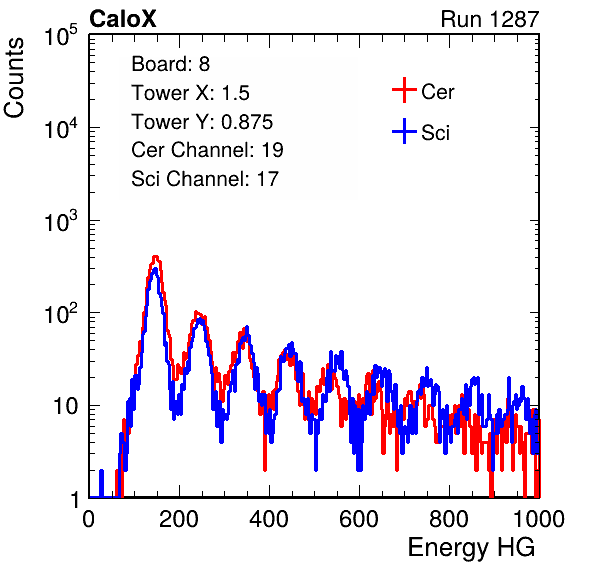 CaloX Run 1287
Counts
10^5
10^4
10^3
10^2
10
1
Board: 8
Tower X: 1.5
Tower Y: 0.875
Cer Channel: 19
Sci Channel: 17
Cer
Sci
0 200 400 600 800 1000
Energy HG